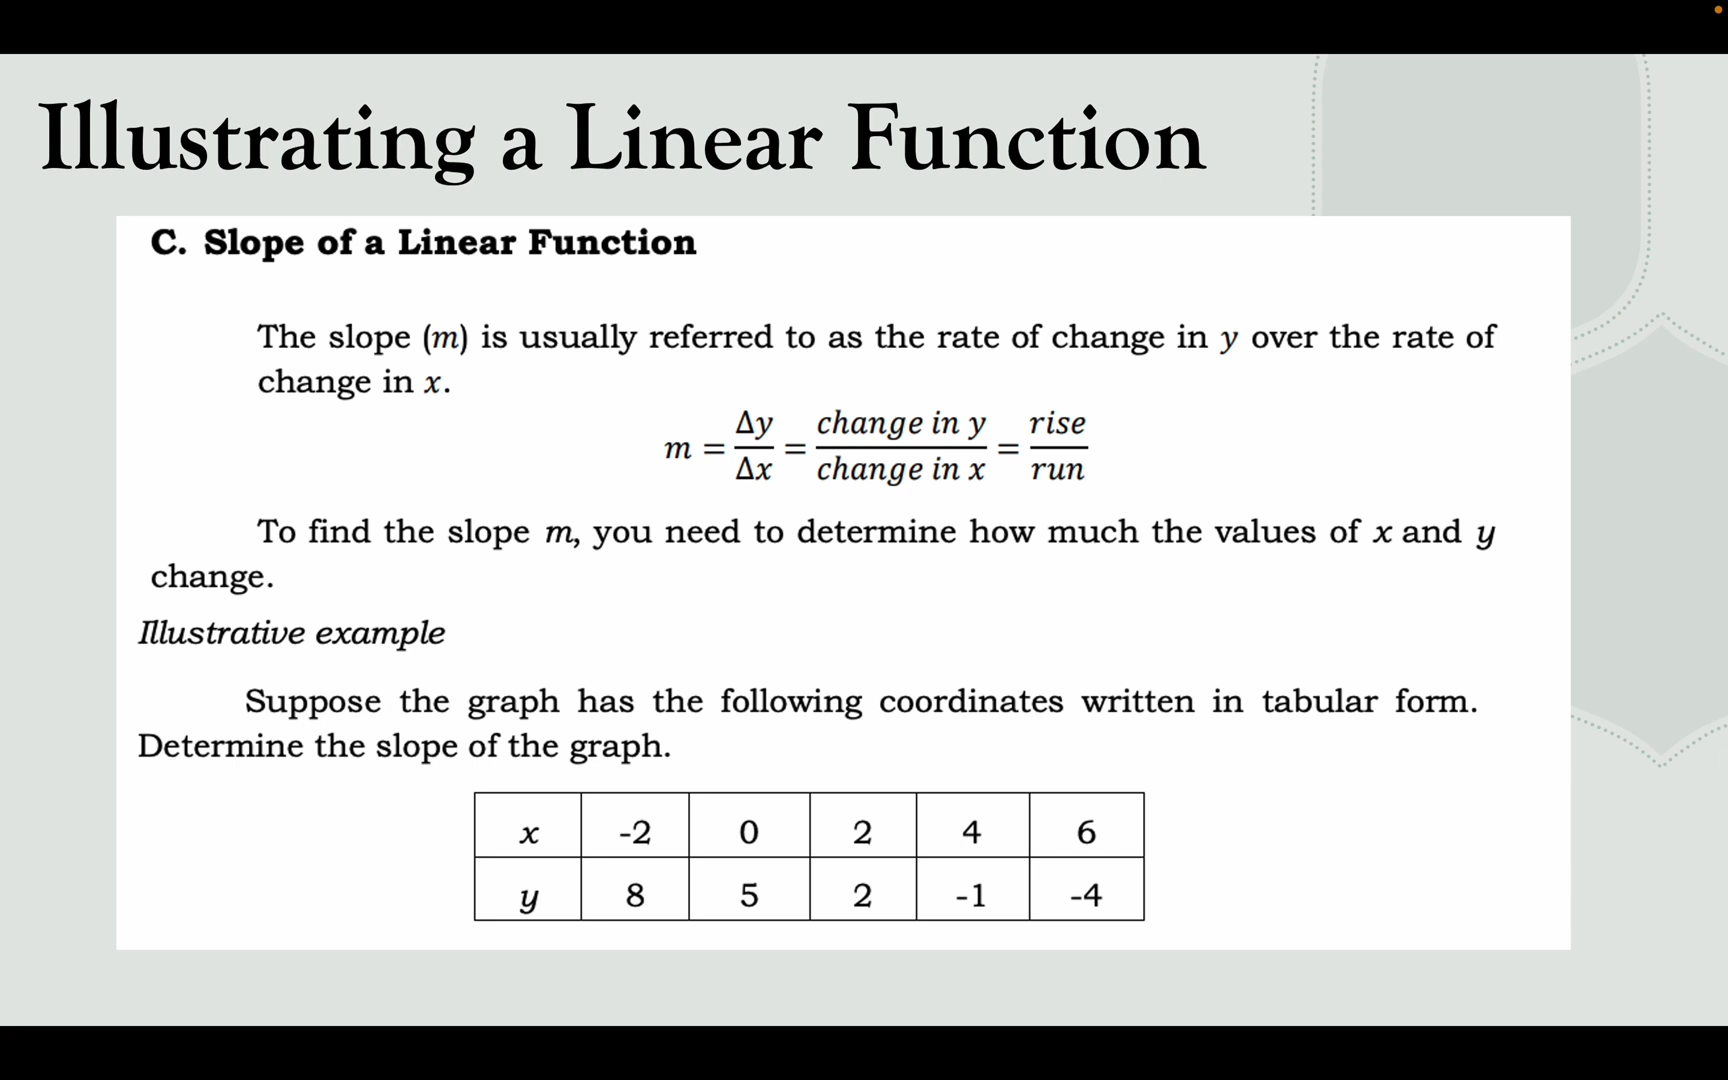 Illustrating a Linear Function
C. Slope of a Linear Function
The slope (m) is usually referred to as the rate of change in y over the rate of
change in x.
m = Δy/Δx = change in y/change in x = rise/run
To find the slope m, you need to determine how much the values of x and y
change.
Illustrative example
Suppose the graph has the following coordinates written in tabular form.
Determine the slope of the graph.
x -2 0 2 4 6
y 8 5 2 -1 -4